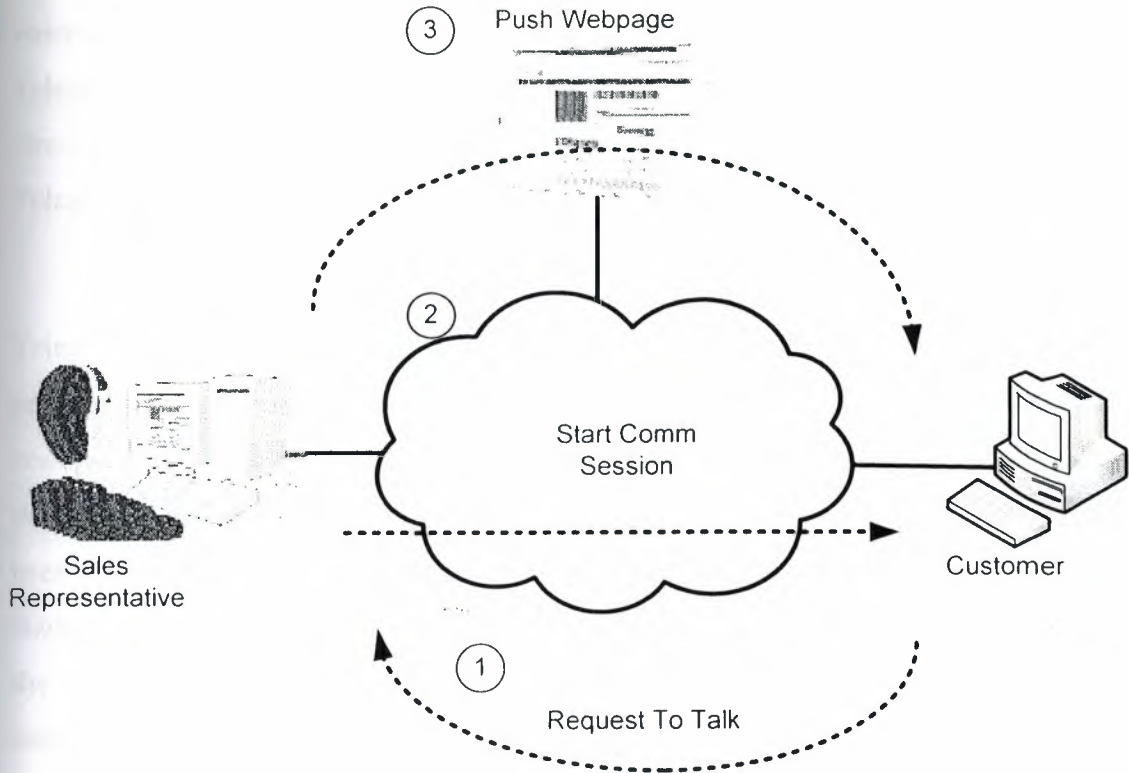 3
Push Webpage
2
Start Comm
Session
Sales
Representative
Customer
1
Request To Talk